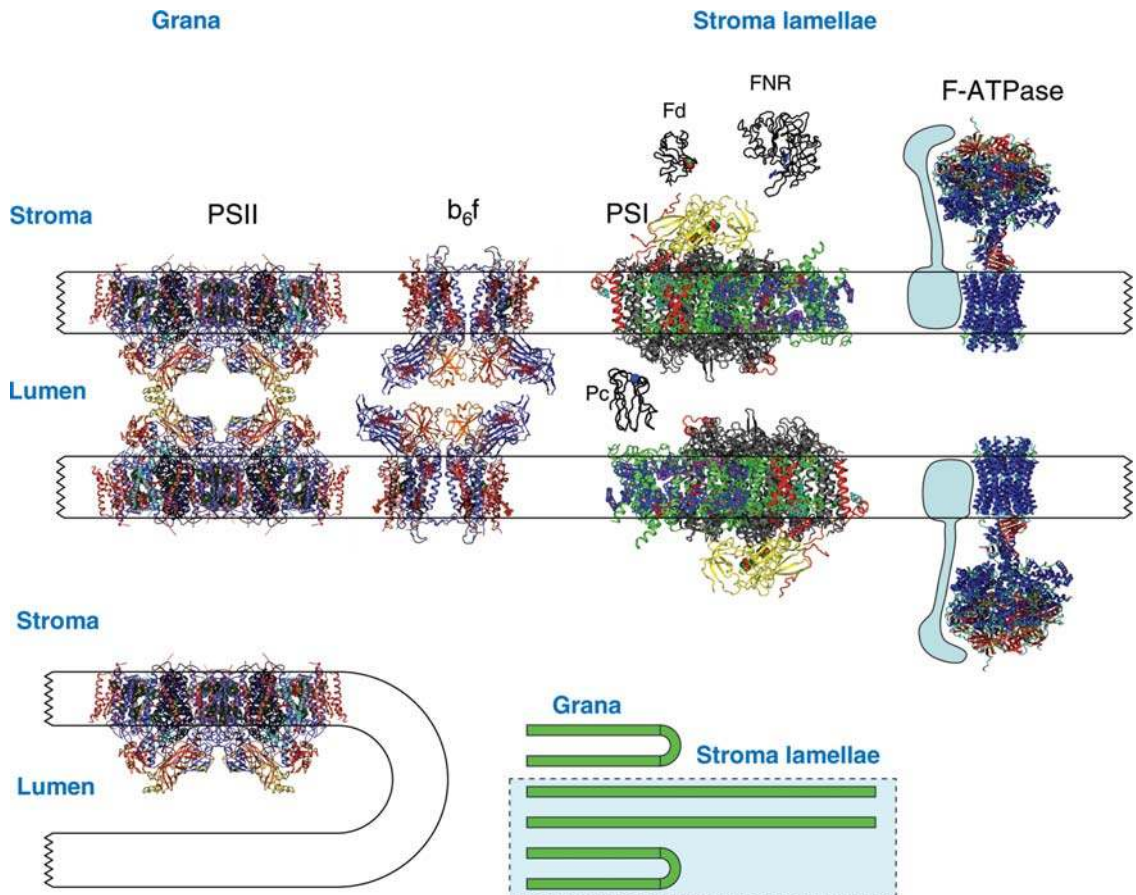 Grana
Stroma lamellae
Fd
FNR
F-ATPase
Stroma
PSII
b₆f
PSI
Lumen
Pc
Stroma
Lumen
Grana
Stroma lamellae